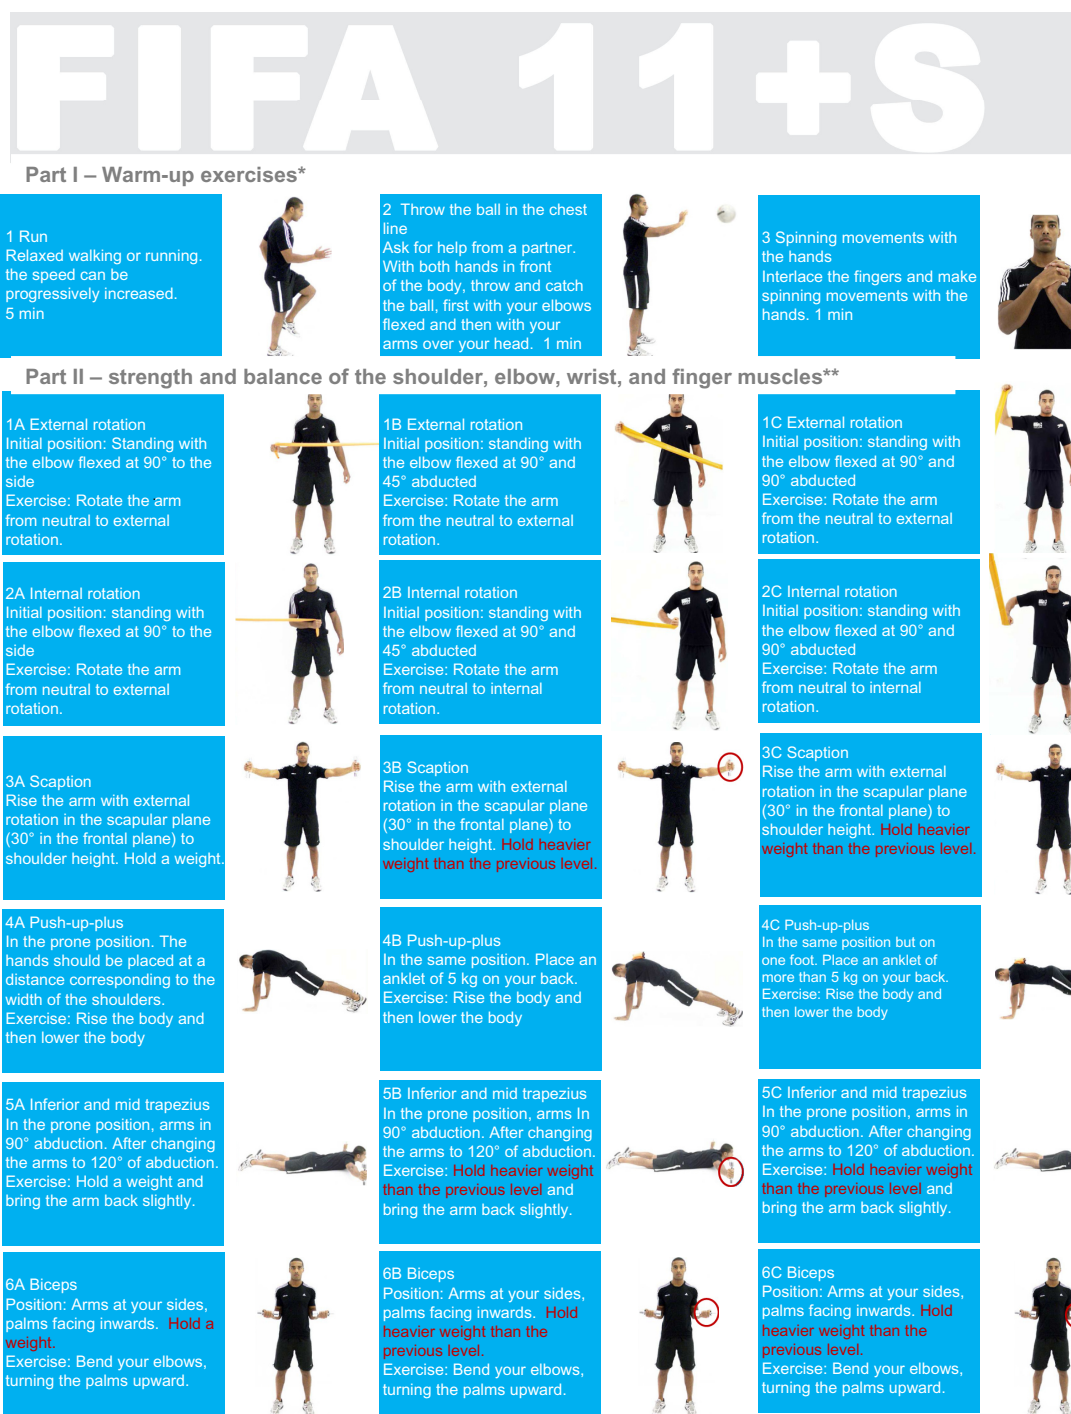 FIFA 11+S
Part I – Warm-up exercises*
1 Run
Relaxed walking or running.
the speed can be
progressively increased.
5 min
2  Throw the ball in the chest
line
Ask for help from a partner.
With both hands in front
of the body, throw and catch
the ball, first with your elbows
flexed and then with your
arms over your head.  1 min
3 Spinning movements with
the hands
Interlace the fingers and make
spinning movements with the
hands. 1 min
Part II – strength and balance of the shoulder, elbow, wrist, and finger muscles**
1A External rotation
Initial position: Standing with
the elbow flexed at 90° to the
side
Exercise: Rotate the arm
from neutral to external
rotation.
1B External rotation
Initial position: standing with
the elbow flexed at 90° and
45° abducted
Exercise: Rotate the arm
from the neutral to external
rotation.
1C External rotation
Initial position: standing with
the elbow flexed at 90° and
90° abducted
Exercise: Rotate the arm
from the neutral to external
rotation.
2A Internal rotation
Initial position: standing with
the elbow flexed at 90° to the
side
Exercise: Rotate the arm
from neutral to external
rotation.
2B Internal rotation
Initial position: standing with
the elbow flexed at 90° and
45° abducted
Exercise: Rotate the arm
from neutral to internal
rotation.
2C Internal rotation
Initial position: standing with
the elbow flexed at 90° and
90° abducted
Exercise: Rotate the arm
from neutral to internal
rotation.
3A Scaption
Rise the arm with external
rotation in the scapular plane
(30° in the frontal plane) to
shoulder height. Hold a weight.
3B Scaption
Rise the arm with external
rotation in the scapular plane
(30° in the frontal plane) to
shoulder height. Hold heavier
weight than the previous level.
3C Scaption
Rise the arm with external
rotation in the scapular plane
(30° in the frontal plane) to
shoulder height. Hold heavier
weight than the previous level.
4A Push-up-plus
In the prone position. The
hands should be placed at a
distance corresponding to the
width of the shoulders.
Exercise: Rise the body and
then lower the body
4B Push-up-plus
In the same position. Place an
anklet of 5 kg on your back.
Exercise: Rise the body and
then lower the body
4C Push-up-plus
In the same position but on
one foot. Place an anklet of
more than 5 kg on your back.
Exercise: Rise the body and
then lower the body
5A Inferior and mid trapezius
In the prone position, arms in
90° abduction. After changing
the arms to 120° of abduction.
Exercise: Hold a weight and
bring the arm back slightly.
5B Inferior and mid trapezius
In the prone position, arms In
90° abduction. After changing
the arms to 120° of abduction.
Exercise: Hold heavier weight
than the previous level and
bring the arm back slightly.
5C Inferior and mid trapezius
In the prone position, arms in
90° abduction. After changing
the arms to 120° of abduction.
Exercise: Hold heavier weight
than the previous level and
bring the arm back slightly.
6A Biceps
Position: Arms at your sides,
palms facing inwards.  Hold a
weight.
Exercise: Bend your elbows,
turning the palms upward.
6B Biceps
Position: Arms at your sides,
palms facing inwards.  Hold
heavier weight than the
previous level.
Exercise: Bend your elbows,
turning the palms upward.
6C Biceps
Position: Arms at your sides,
palms facing inwards. Hold
heavier weight than the
previous level.
Exercise: Bend your elbows,
turning the palms upward.